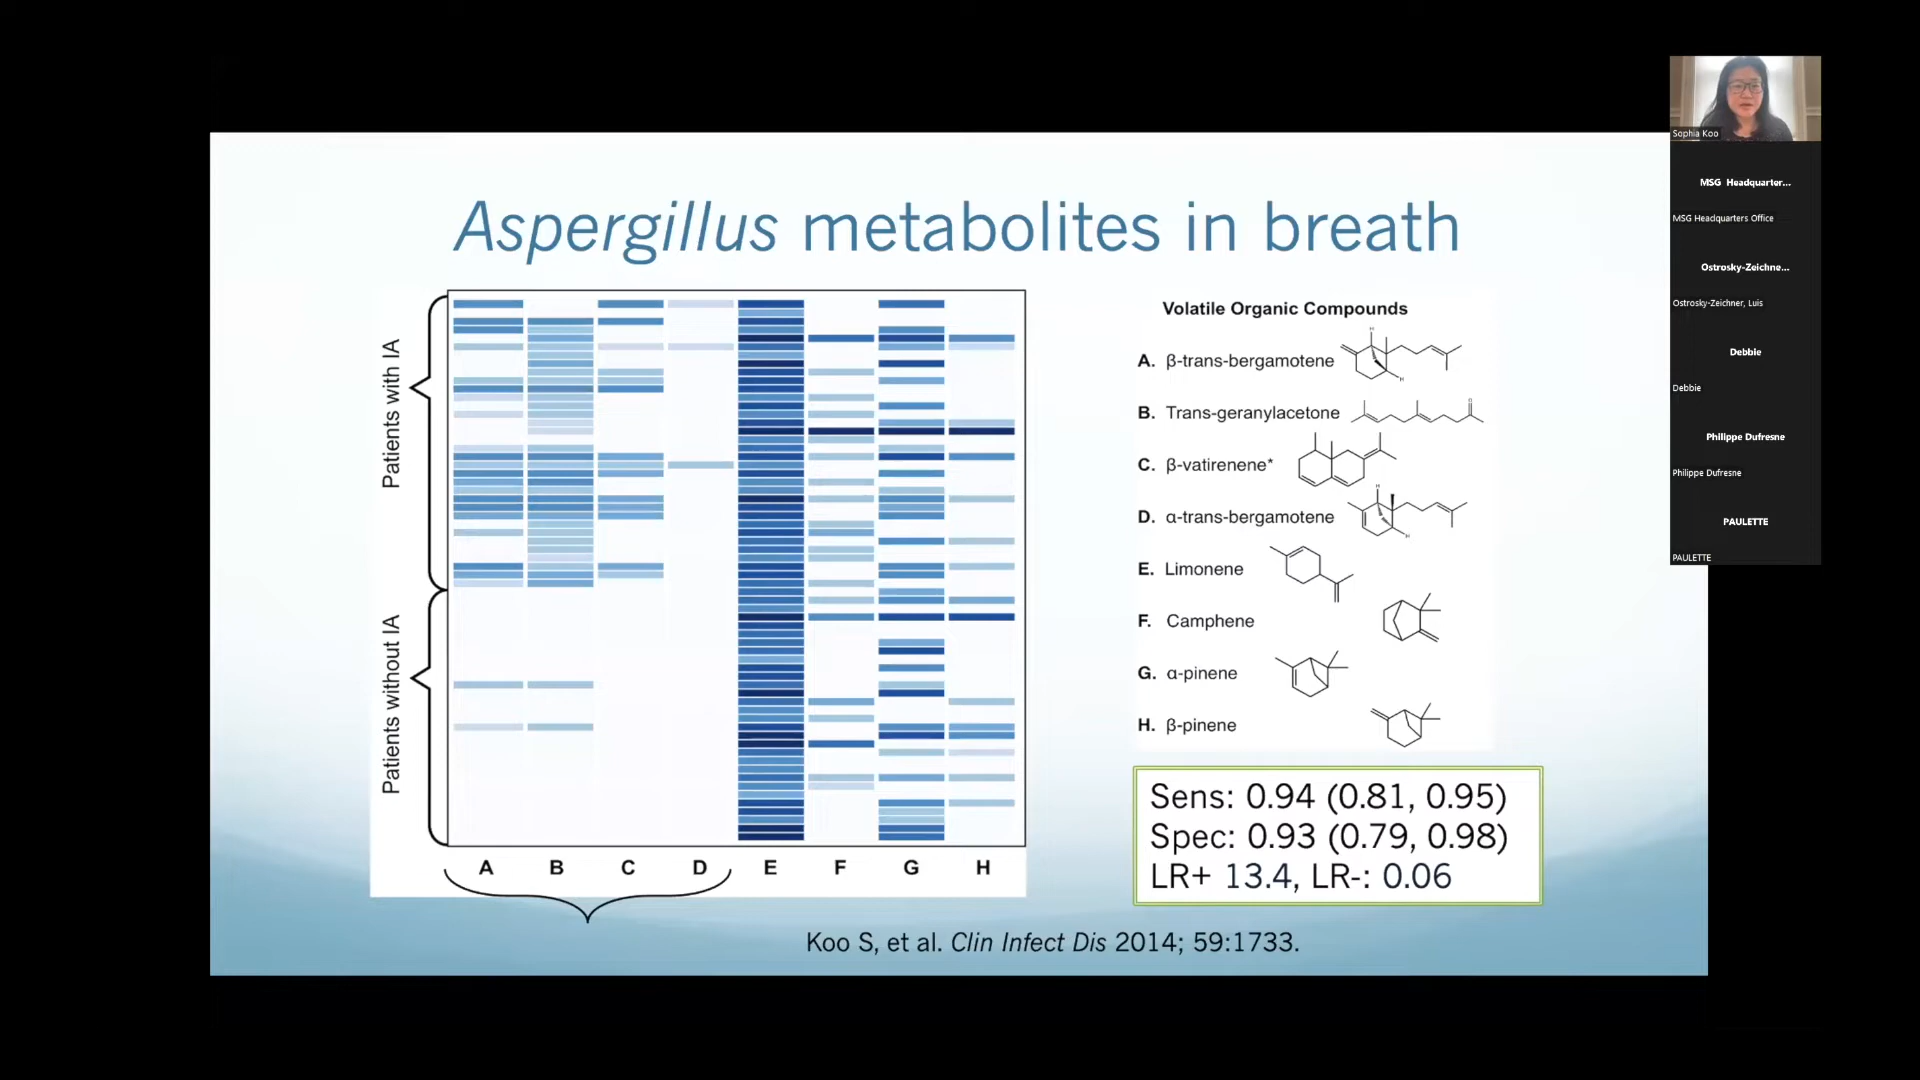 Aspergillus metabolites in breath
Patients with IA
Patients without IA
A B C D E F G H
Volatile Organic Compounds
A. β-trans-bergamotene
B. Trans-geranylacetone
C. β-vatirenene*
D. α-trans-bergamotene
E. Limonene
F. Camphene
G. α-pinene
H. β-pinene
Sens: 0.94 (0.81, 0.95)
Spec: 0.93 (0.79, 0.98)
LR+ 13.4, LR-: 0.06
Koo S, et al. Clin Infect Dis 2014; 59:1733.
Sophia Koo
MSG Headquarter...
MSG Headquarters Office
Ostrosky-Zeichne...
Ostrosky-Zeichner, Luis
Debbie
Debbie
Philippe Dufresne
Philippe Dufresne
PAULETTE
PAULETTE